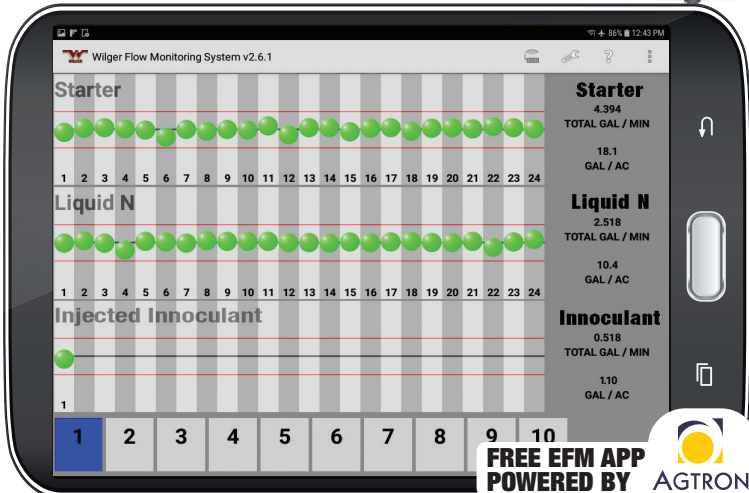 86% 12:43 PM
WILGER Wilger Flow Monitoring System v2.6.1
Starter
1 2 3 4 5 6 7 8 9 10 11 12 13 14 15 16 17 18 19 20 21 22 23 24
Starter
4.394
TOTAL GAL / MIN
18.1
GAL / AC
Liquid N
1 2 3 4 5 6 7 8 9 10 11 12 13 14 15 16 17 18 19 20 21 22 23 24
Liquid N
2.518
TOTAL GAL / MIN
10.4
GAL / AC
Injected Innoculant
1
Innoculant
0.518
TOTAL GAL / MIN
1.10
GAL / AC
1 2 3 4 5 6 7 8 9 10
FREE EFM APP
POWERED BY AGTRON